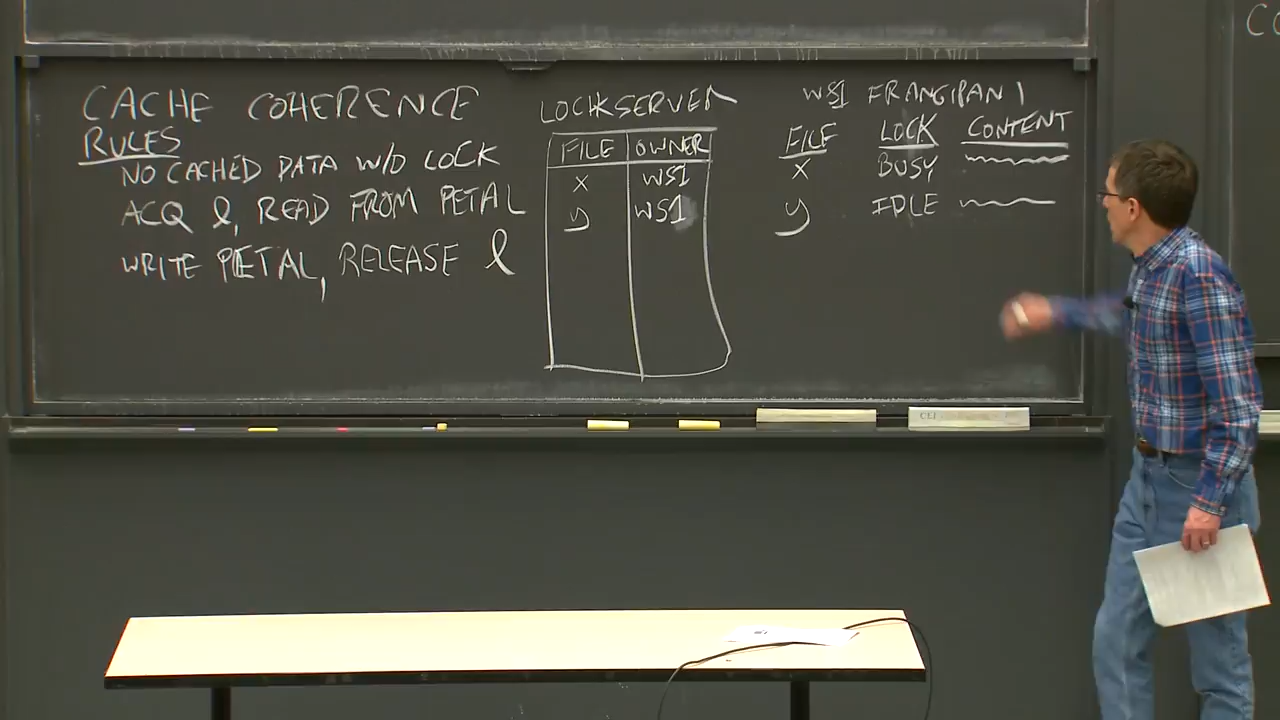 CACHE COHERENCE
RULES
NO CACHED DATA W/O LOCK
ACQ l, READ FROM PETAL
WRITE PETAL, RELEASE l
LOCKSERVER
FILE OWNER
X WS1
y WS1
WS1 FRANGIPANI
FILE LOCK CONTENT
X BUSY
y IDLE